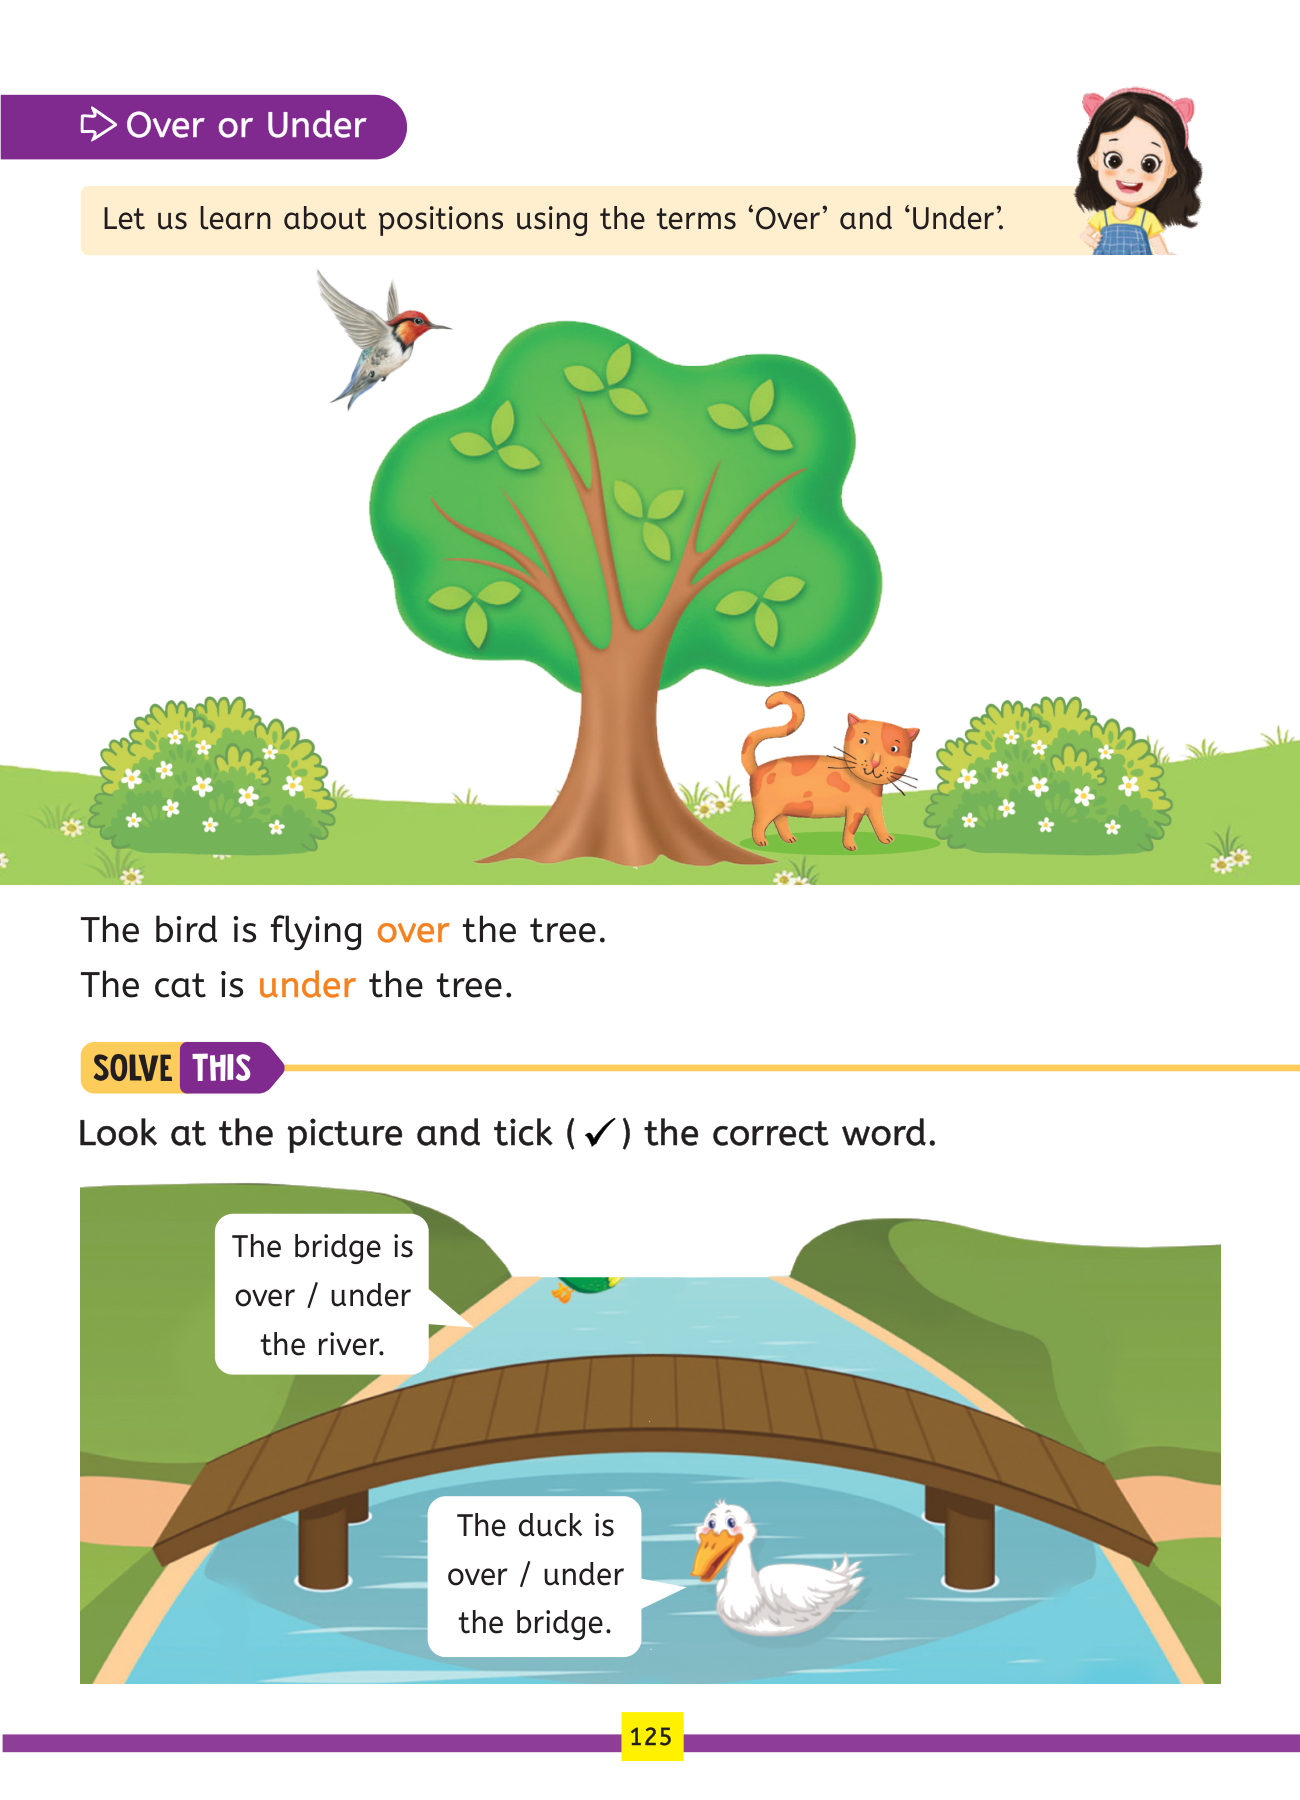 Over or Under
Let us learn about positions using the terms ‘Over’ and ‘Under’.
The bird is flying over the tree.
The cat is under the tree.
SOLVE THIS
Look at the picture and tick (✓) the correct word.
The bridge is
over / under
the river.
The duck is
over / under
the bridge.
125